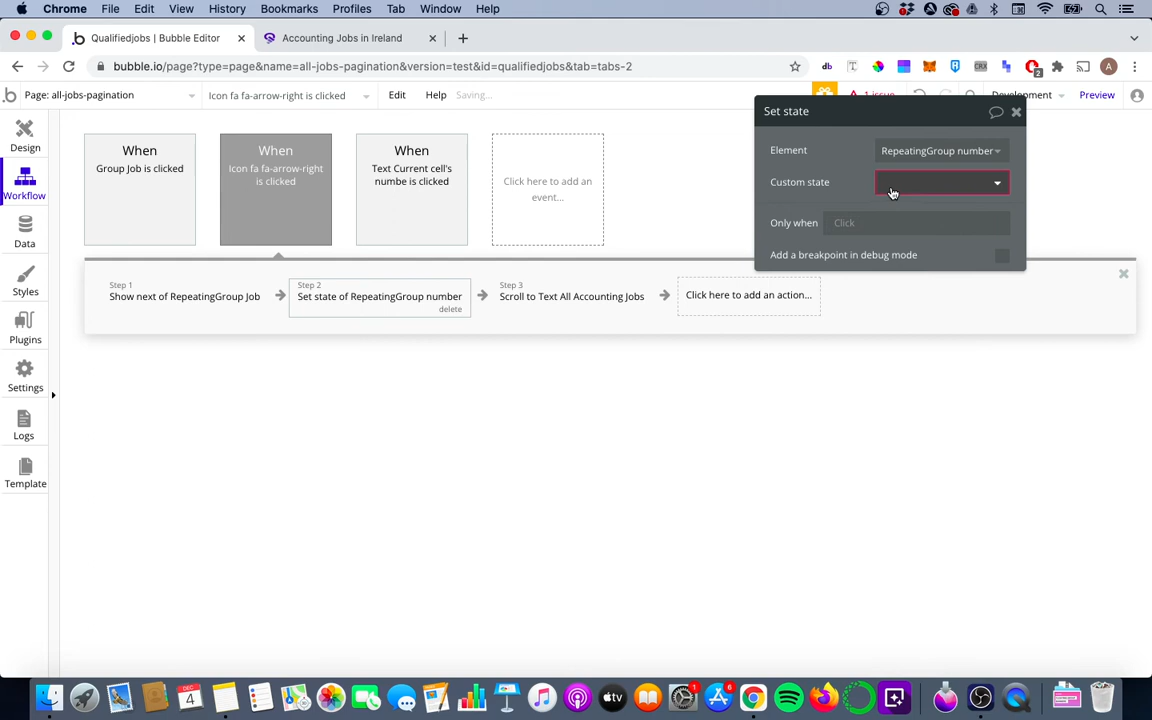 Chrome File Edit View History Bookmarks Profiles Tab Window Help
Qualifiedjobs | Bubble Editor
Accounting Jobs in Ireland
bubble.io/page?type=page&name=all-jobs-pagination&version=test&id=qualifiedjobs&tab=tabs-2
Page: all-jobs-pagination
Icon fa fa-arrow-right is clicked
Edit
Help
Saving...
1 issue
Development
Preview
Design
Workflow
Data
Styles
Plugins
Settings
Logs
Template
When
Group Job is clicked
When
Icon fa fa-arrow-right
is clicked
When
Text Current cell's
numbe is clicked
Click here to add an
event...
Set state
Element
RepeatingGroup number
Custom state
Only when
Click
Add a breakpoint in debug mode
Step 1
Show next of RepeatingGroup Job
Step 2
Set state of RepeatingGroup number
delete
Step 3
Scroll to Text All Accounting Jobs
Click here to add an action...